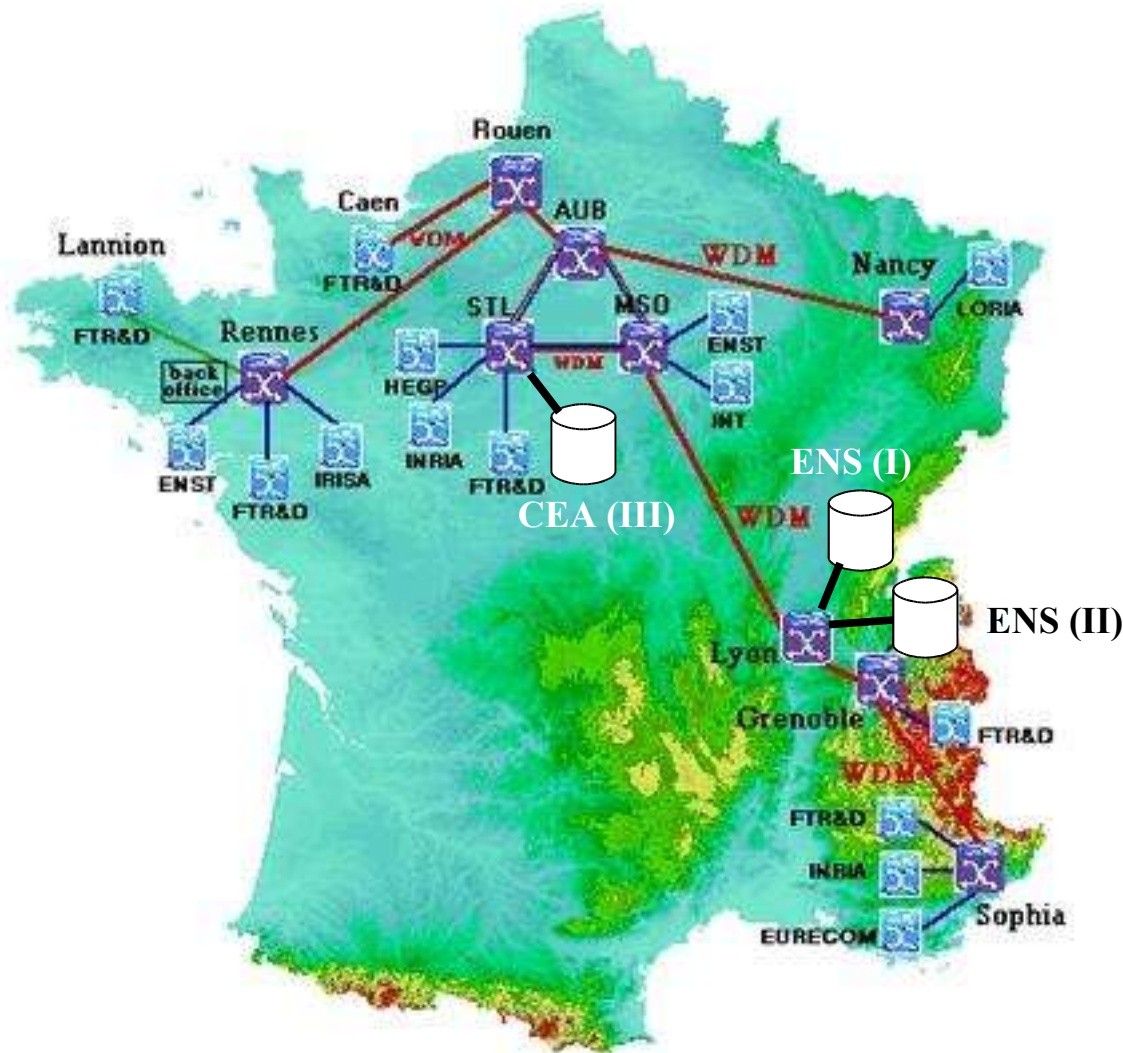 Rouen
Caen
AUB
WDM
Lannion
FTR&D
WDM
Nancy
LORIA
FTR&D
STL
MSO
Rennes
ENST
back
office
HEGP
WDM
INT
INRIA
ENST
IRISA
FTR&D
FTR&D
ENS (I)
CEA (III)
WDM
ENS (II)
Lyon
Grenoble
FTR&D
WDM
FTR&D
INRIA
Sophia
EURECOM